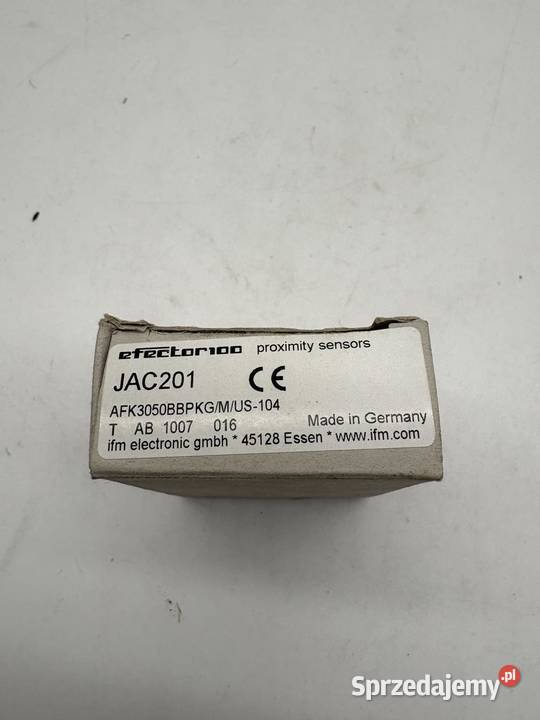 efector100 proximity sensors
JAC201 CE
AFK3050BBPKG/M/US-104
T AB 1007 016 Made in Germany
ifm electronic gmbh * 45128 Essen * www.ifm.com
Sprzedajemy.pl